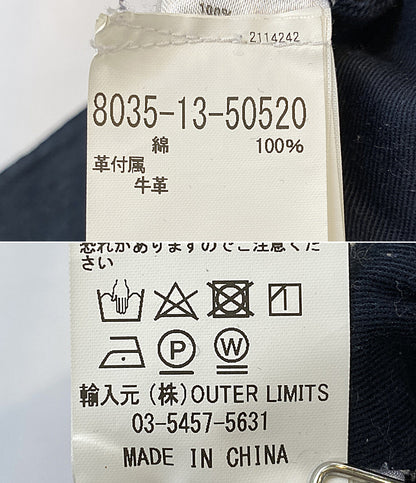 100%
2114242
8035-13-50520
綿 100%
革付属
牛革
恐れがありますのでご注意くだ
さい
P W
輸入元 (株)OUTER LIMITS
03-5457-5631
MADE IN CHINA